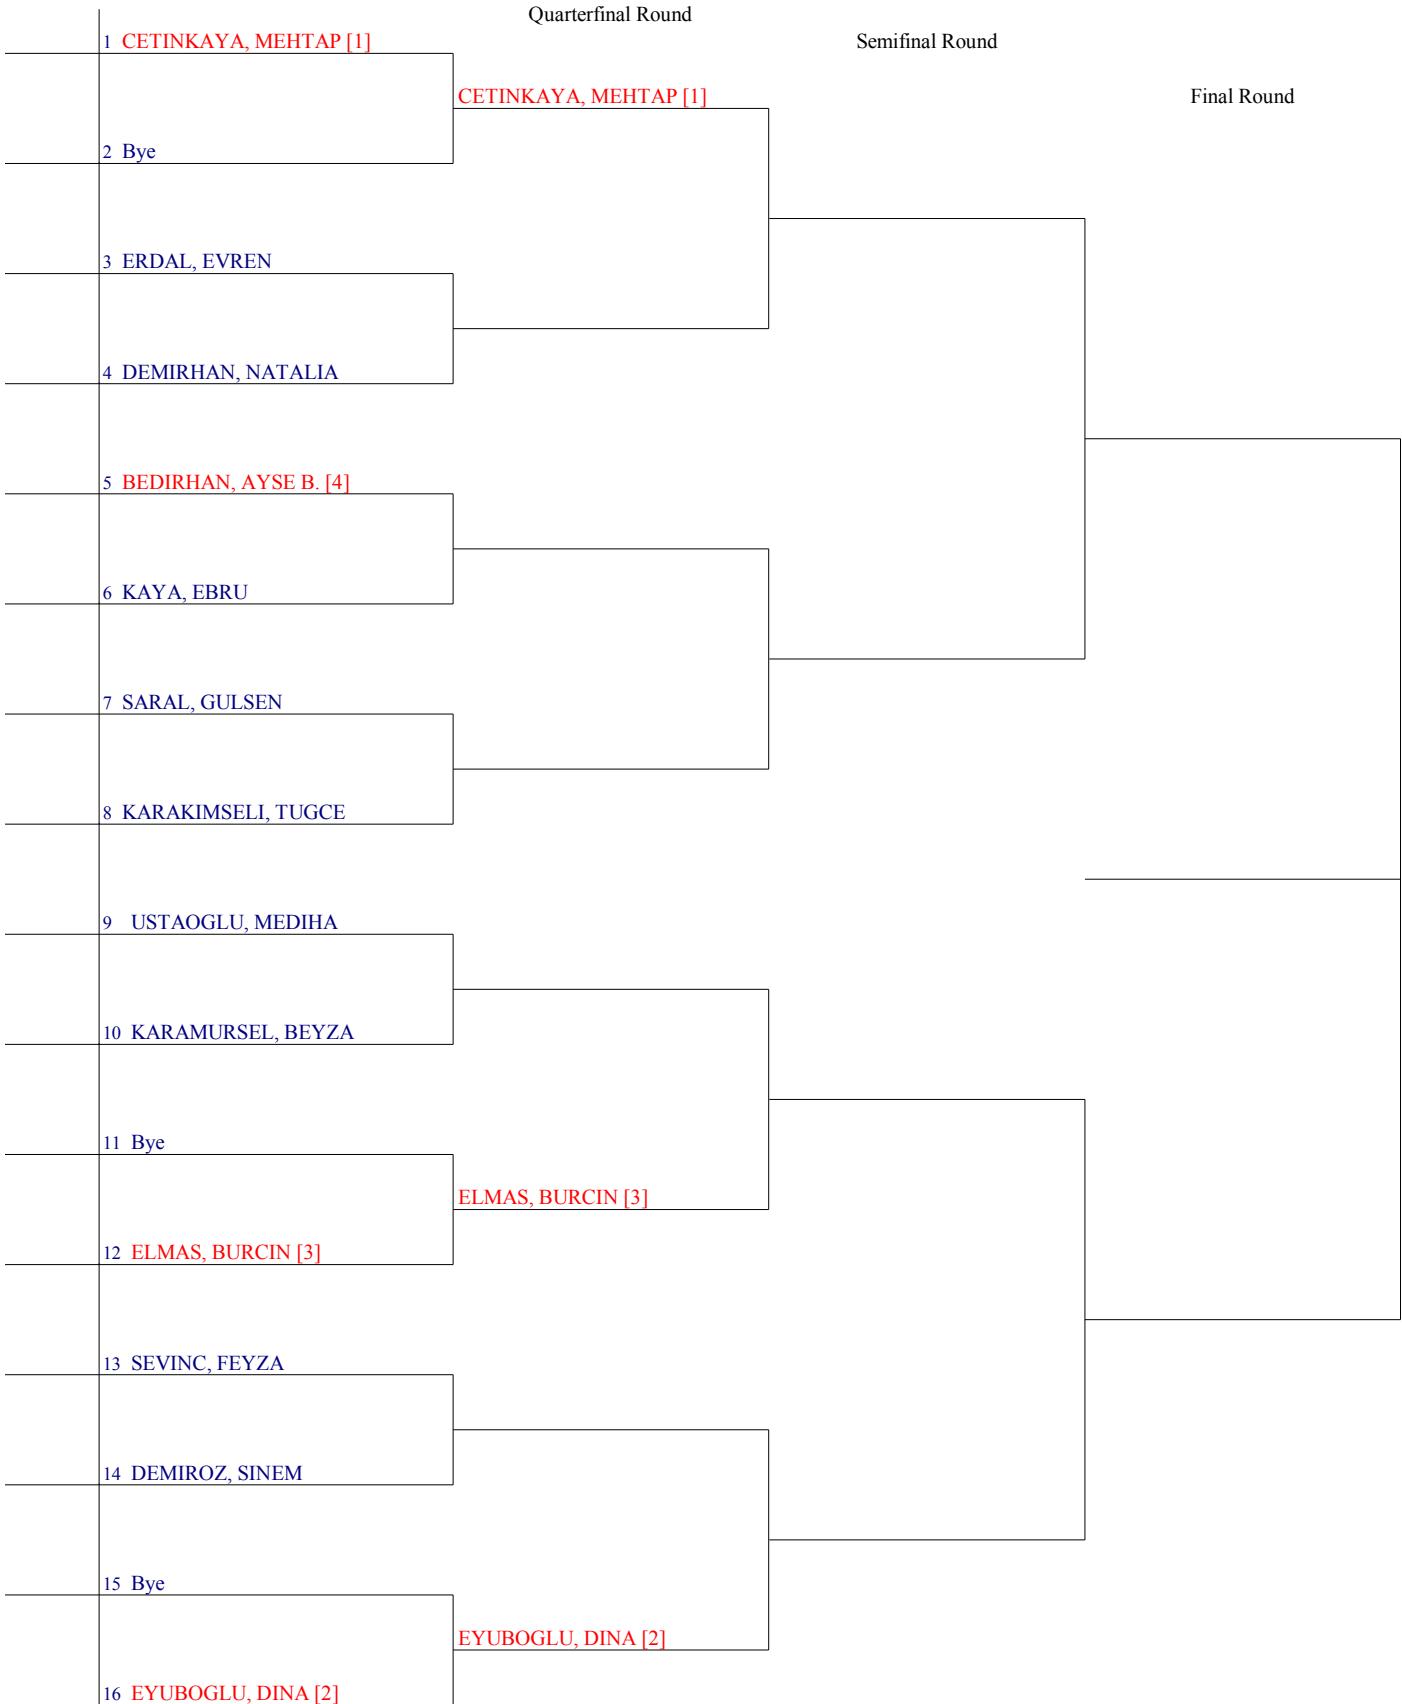 Quarterfinal Round
1 CETINKAYA, MEHTAP [1]
Semifinal Round
CETINKAYA, MEHTAP [1]
Final Round
2 Bye
3 ERDAL, EVREN
4 DEMIRHAN, NATALIA
5 BEDIRHAN, AYSE B. [4]
6 KAYA, EBRU
7 SARAL, GULSEN
8 KARAKIMSELI, TUGCE
9 USTAOGLU, MEDIHA
10 KARAMURSEL, BEYZA
11 Bye
ELMAS, BURCIN [3]
12 ELMAS, BURCIN [3]
13 SEVINC, FEYZA
14 DEMIROZ, SINEM
15 Bye
EYUBOGLU, DINA [2]
16 EYUBOGLU, DINA [2]